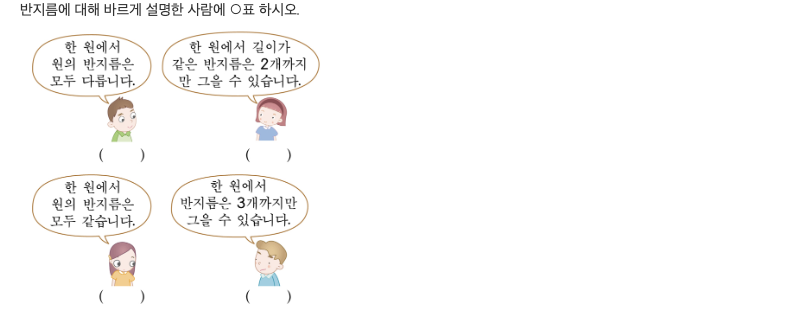 반지름에 대해 바르게 설명한 사람에 ○표 하시오.
한 원에서
원의 반지름은
모두 다릅니다.
한 원에서 길이가
같은 반지름은 2개까지
만 그을 수 있습니다.
( )
( )
한 원에서
원의 반지름은
모두 같습니다.
한 원에서
반지름은 3개까지만
그을 수 있습니다.
( )
( )